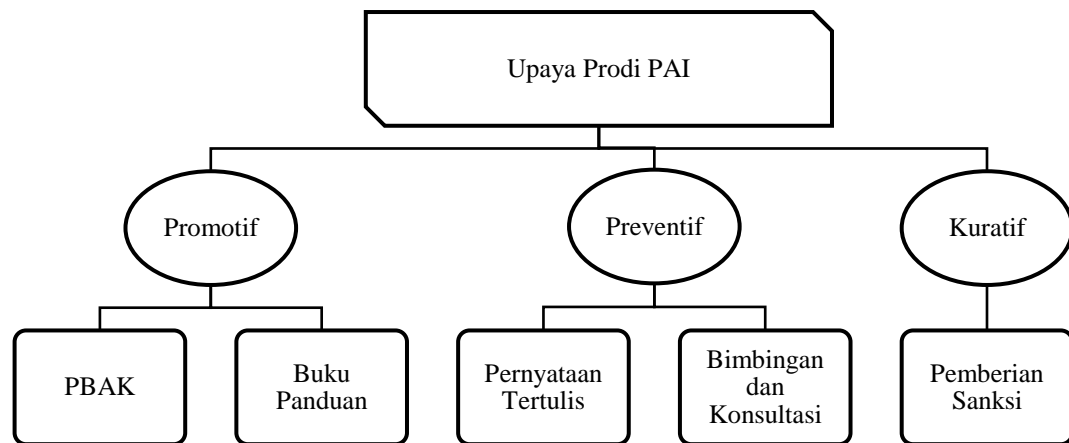 Upaya Prodi PAI
Promotif
Preventif
Kuratif
PBAK
Buku
Panduan
Pernyataan
Tertulis
Bimbingan
dan
Konsultasi
Pemberian
Sanksi